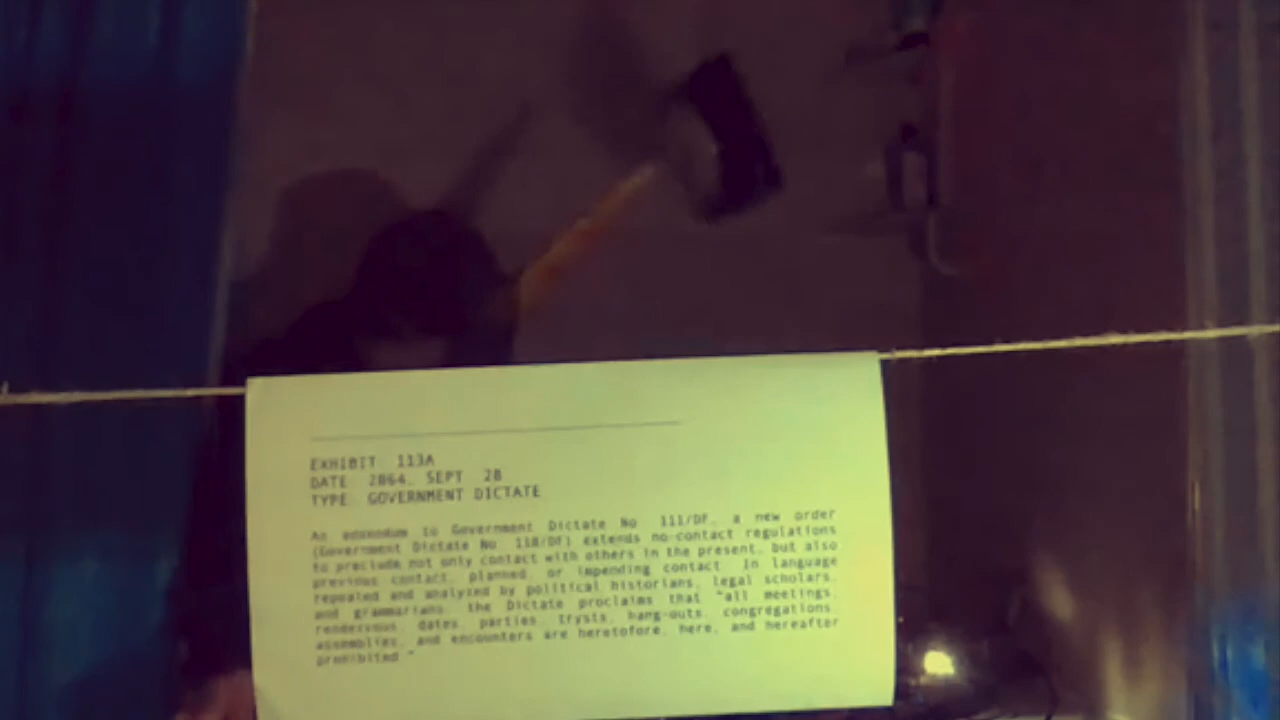 EXHIBIT 113A
DATE 2864. SEPT 28
TYPE GOVERNMENT DICTATE
As addendum to Government Dictate No 111/DF, a new order
(Government Dictate No 118/DF) extends no-contact regulations
to preclude not only contact with others in the present, but also
previous contact, planned, or impending contact. In language
repeated and analysed by political historians, legal scholars,
and grammarians, the Dictate proclaims that "all meetings,
rendezvous, dates, parties, trysts, hang-outs, congregations
assemblies, and encounters are heretofore, here, and hereafter
prohibited."